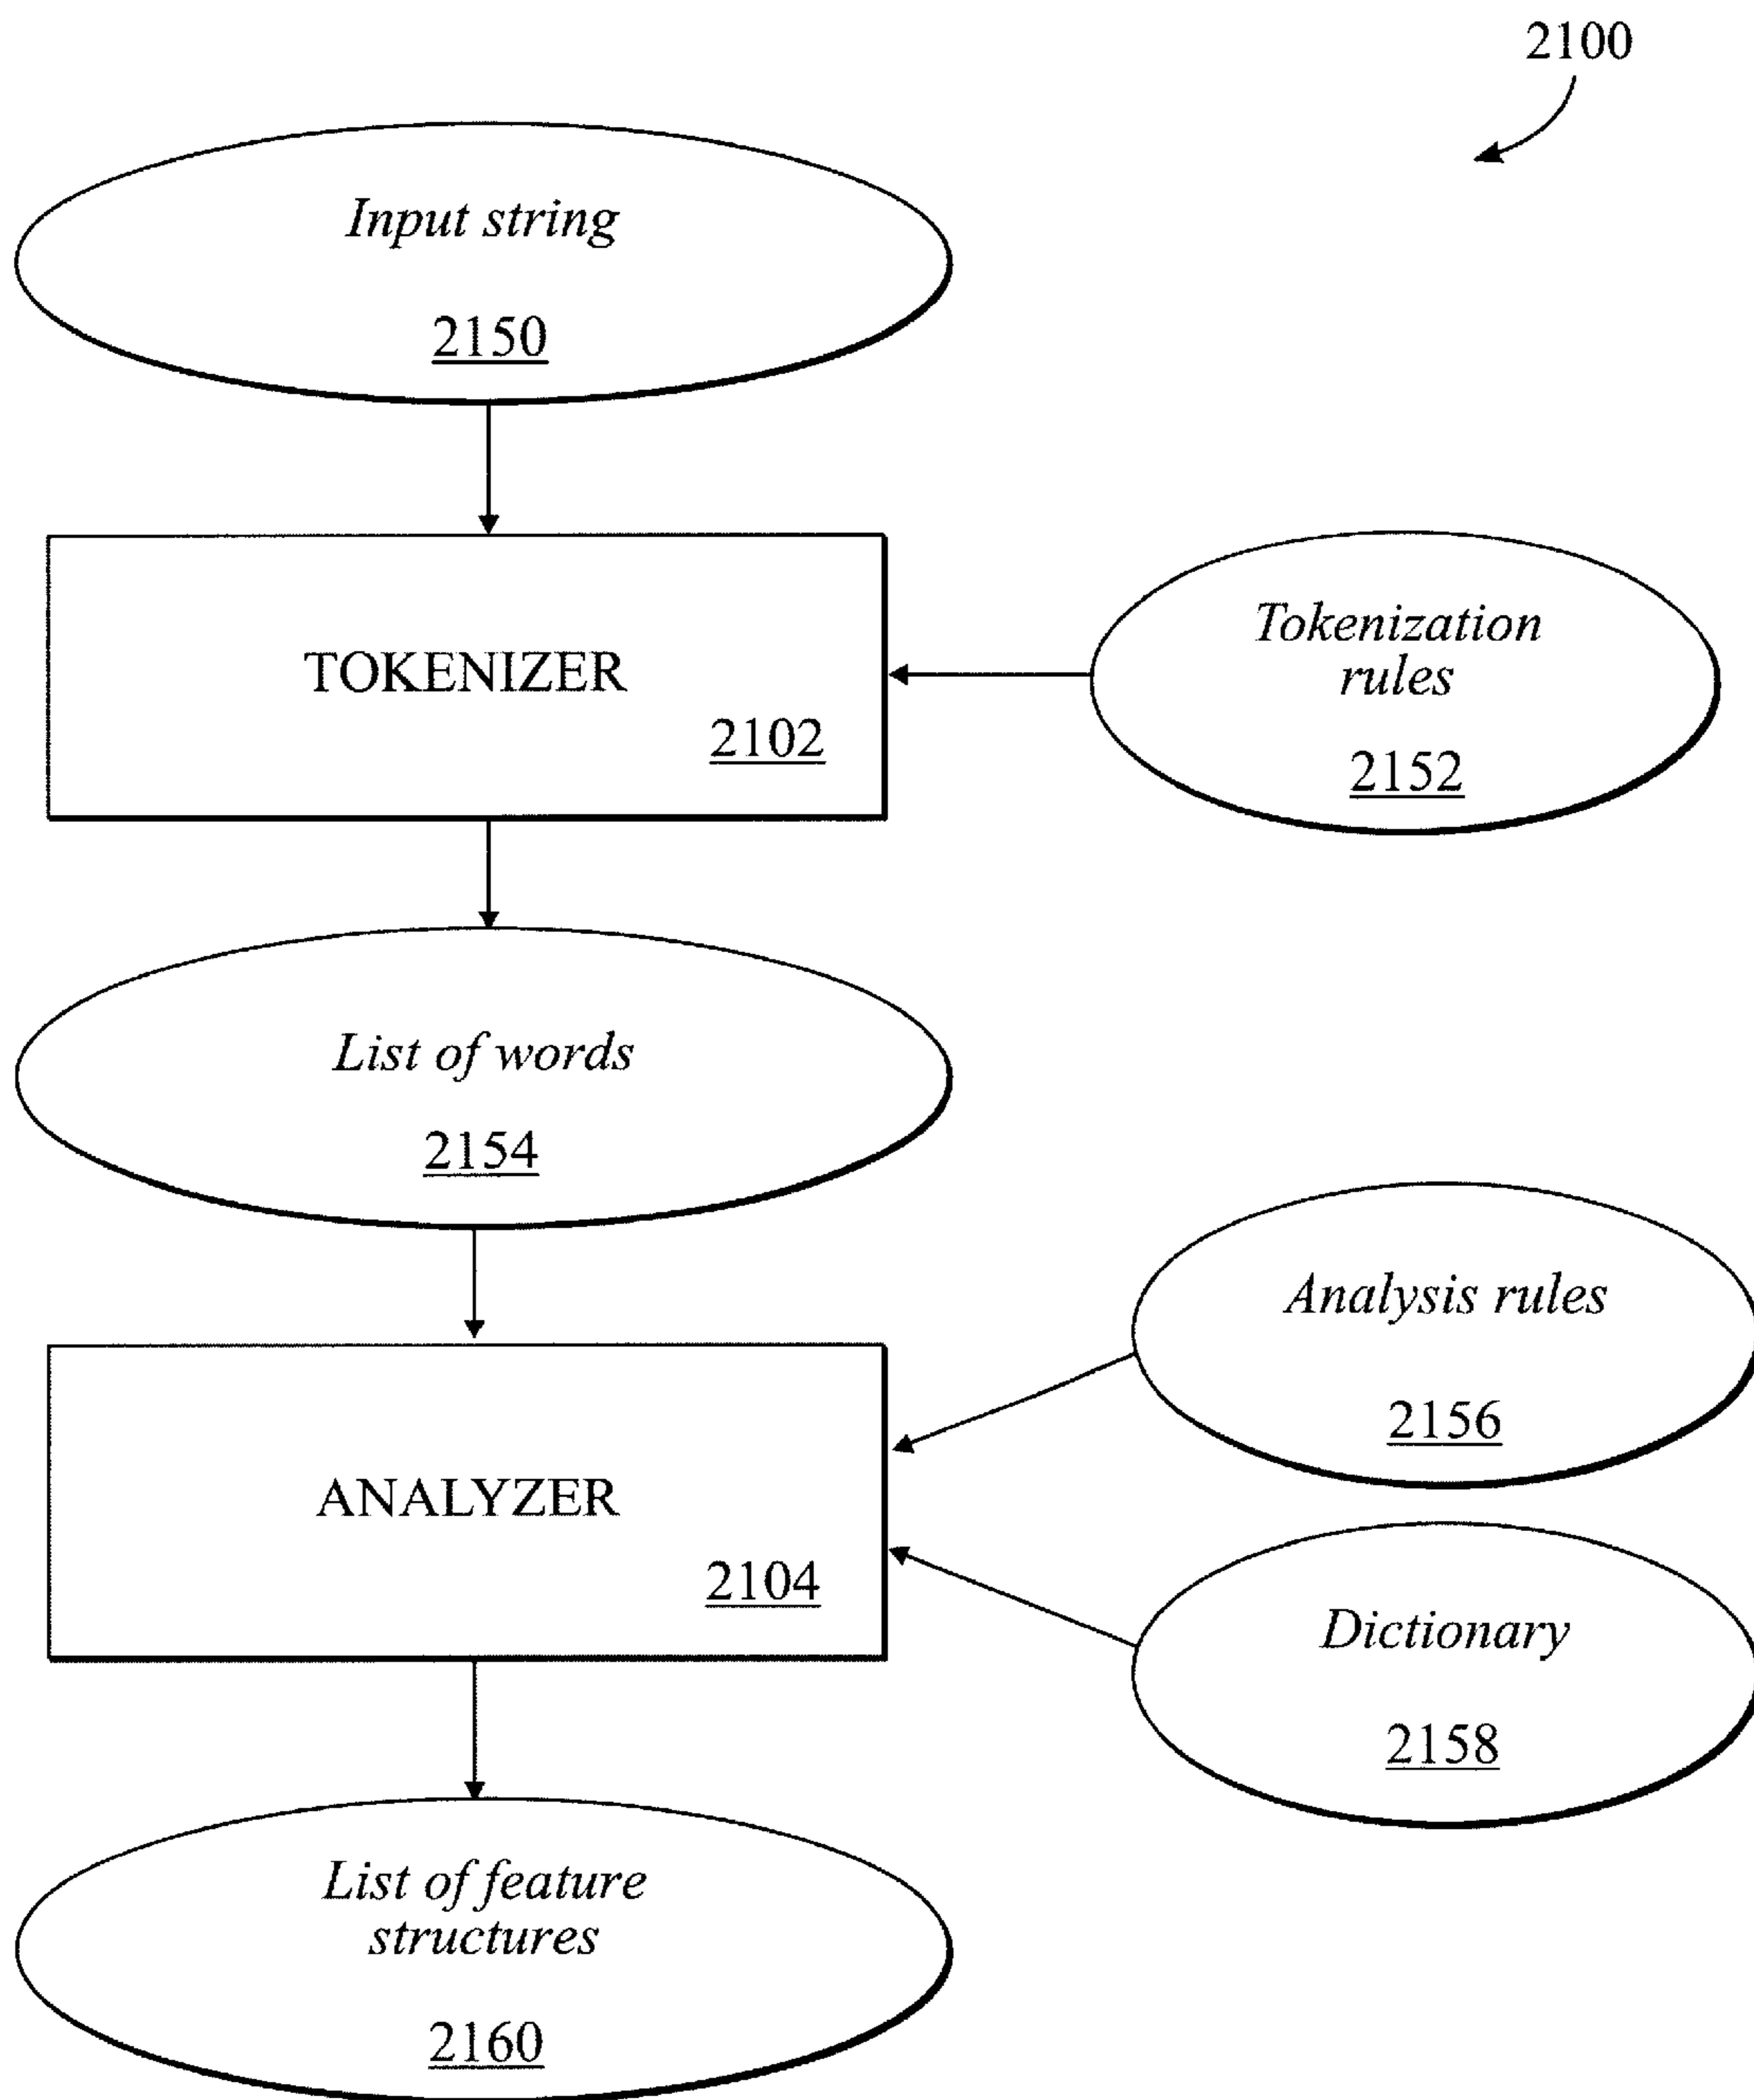 2100
Input string
2150
TOKENIZER
2102
Tokenization
rules
2152
List of words
2154
Analysis rules
2156
ANALYZER
2104
Dictionary
2158
List of feature
structures
2160